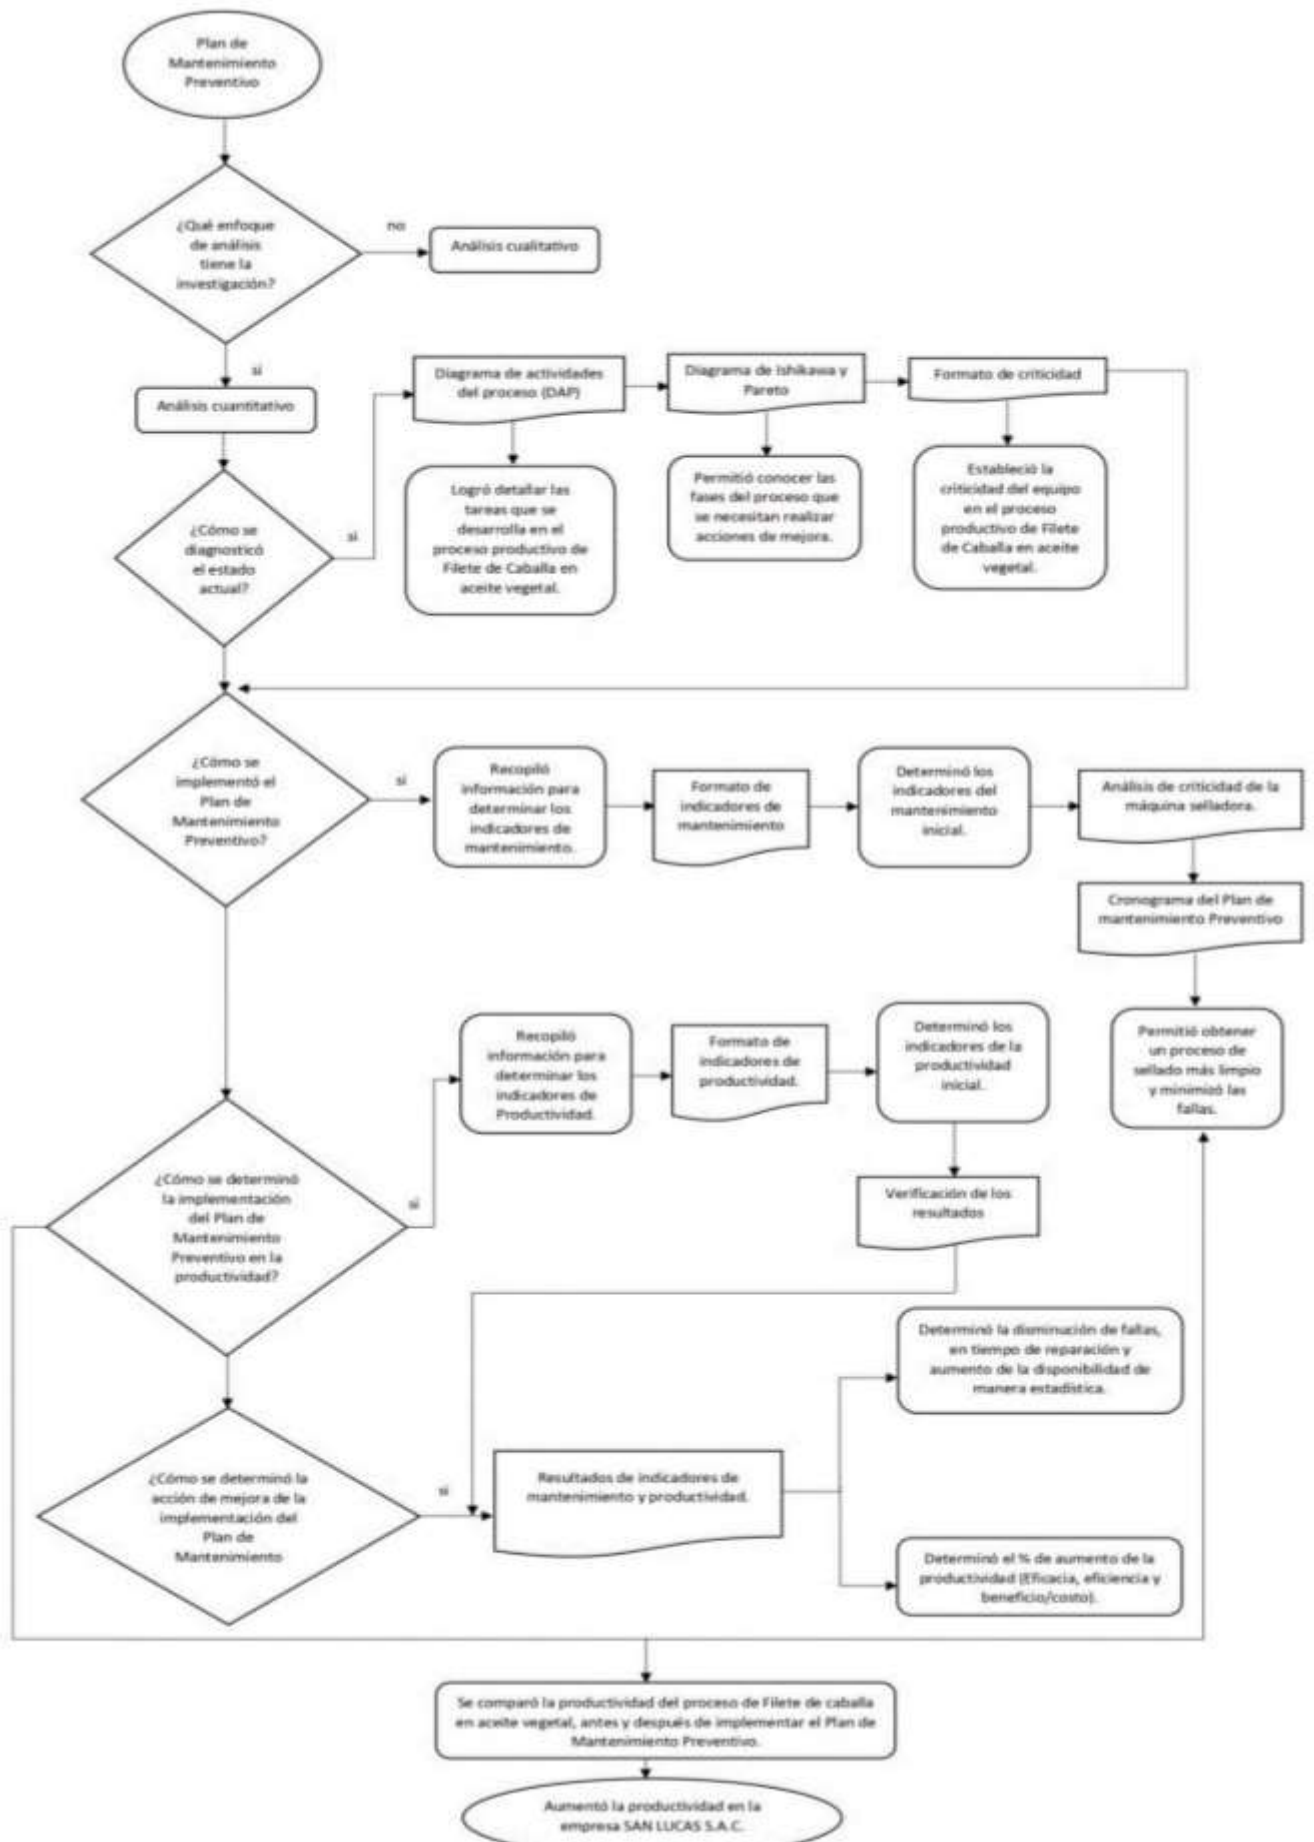 Plan de
Mantenimiento
Preventivo
¿Qué enfoque
de análisis
tiene la
investigación?
no
Análisis cualitativo
si
Análisis cuantitativo
Diagrama de actividades
del proceso (DAP)
Diagrama de Ishikawa y
Pareto
Formato de criticidad
Logró detallar las
tareas que se
desarrolla en el
proceso productivo de
Filete de Caballa en
aceite vegetal.
Permitió conocer las
fases del proceso que
se necesitan realizar
acciones de mejora.
Estableció la
criticidad del equipo
en el proceso
productivo de Filete
de Caballa en aceite
vegetal.
¿Cómo se
diagnosticó
el estado
actual?
si
¿Cómo se
implementó el
Plan de
Mantenimiento
Preventivo?
si
Recopiló
información para
determinar los
indicadores de
mantenimiento.
Formato de
indicadores de
mantenimiento
Determinó los
indicadores del
mantenimiento
inicial.
Análisis de criticidad de la
máquina selladora.
Cronograma del Plan de
mantenimiento Preventivo
Permitió obtener
un proceso de
sellado más limpio
y minimizó las
fallas.
Recopiló
información para
determinar los
indicadores de
Productividad.
Formato de
indicadores de
productividad.
Determinó los
indicadores de la
productividad
inicial.
Verificación de los
resultados
¿Cómo se determinó
la implementación
del Plan de
Mantenimiento
Preventivo en la
productividad?
si
¿Cómo se determinó la
acción de mejora de la
implementación del
Plan de
Mantenimiento
si
Resultados de indicadores de
mantenimiento y productividad.
Determinó la disminución de fallas,
en tiempo de reparación y
aumento de la disponibilidad de
manera estadística.
Determinó el % de aumento de la
productividad (Eficacia, eficiencia y
beneficio/costo).
Se comparó la productividad del proceso de Filete de caballa
en aceite vegetal, antes y después de implementar el Plan de
Mantenimiento Preventivo.
Aumentó la productividad en la
empresa SAN LUCAS S.A.C.